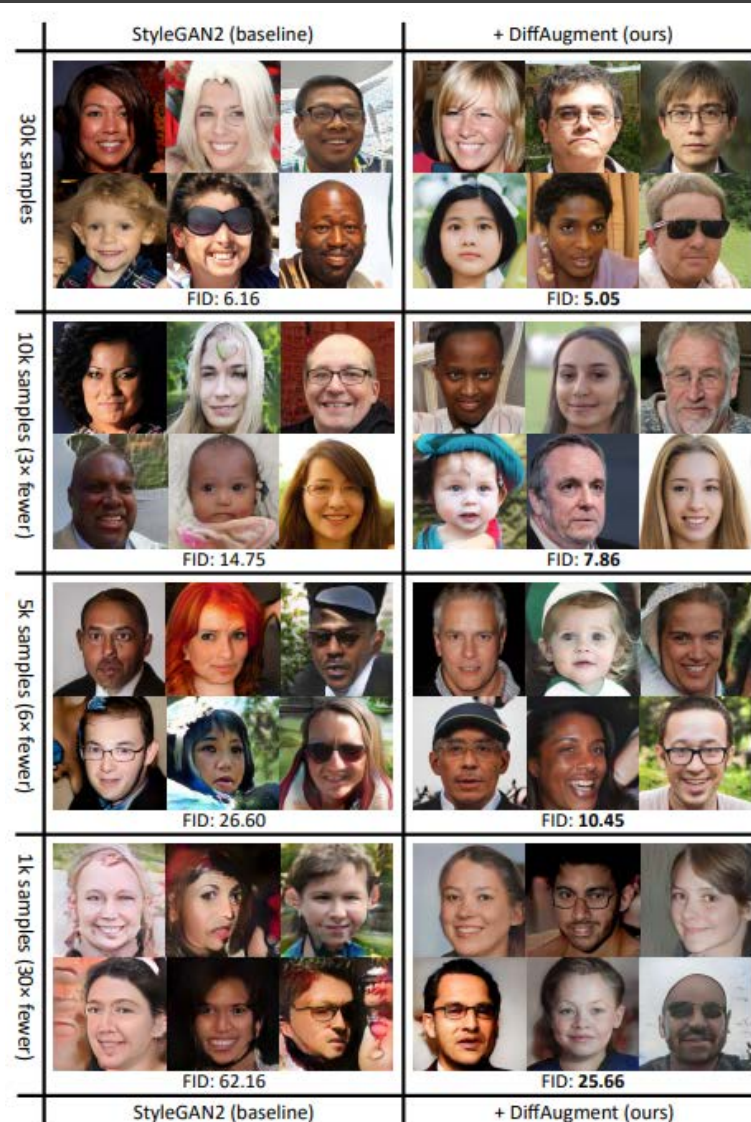 StyleGAN2 (baseline)
+ DiffAugment (ours)
30k samples
FID: 6.16
FID: 5.05
10k samples (3× fewer)
FID: 14.75
FID: 7.86
5k samples (6× fewer)
FID: 26.60
FID: 10.45
1k samples (30× fewer)
FID: 62.16
FID: 25.66
StyleGAN2 (baseline)
+ DiffAugment (ours)